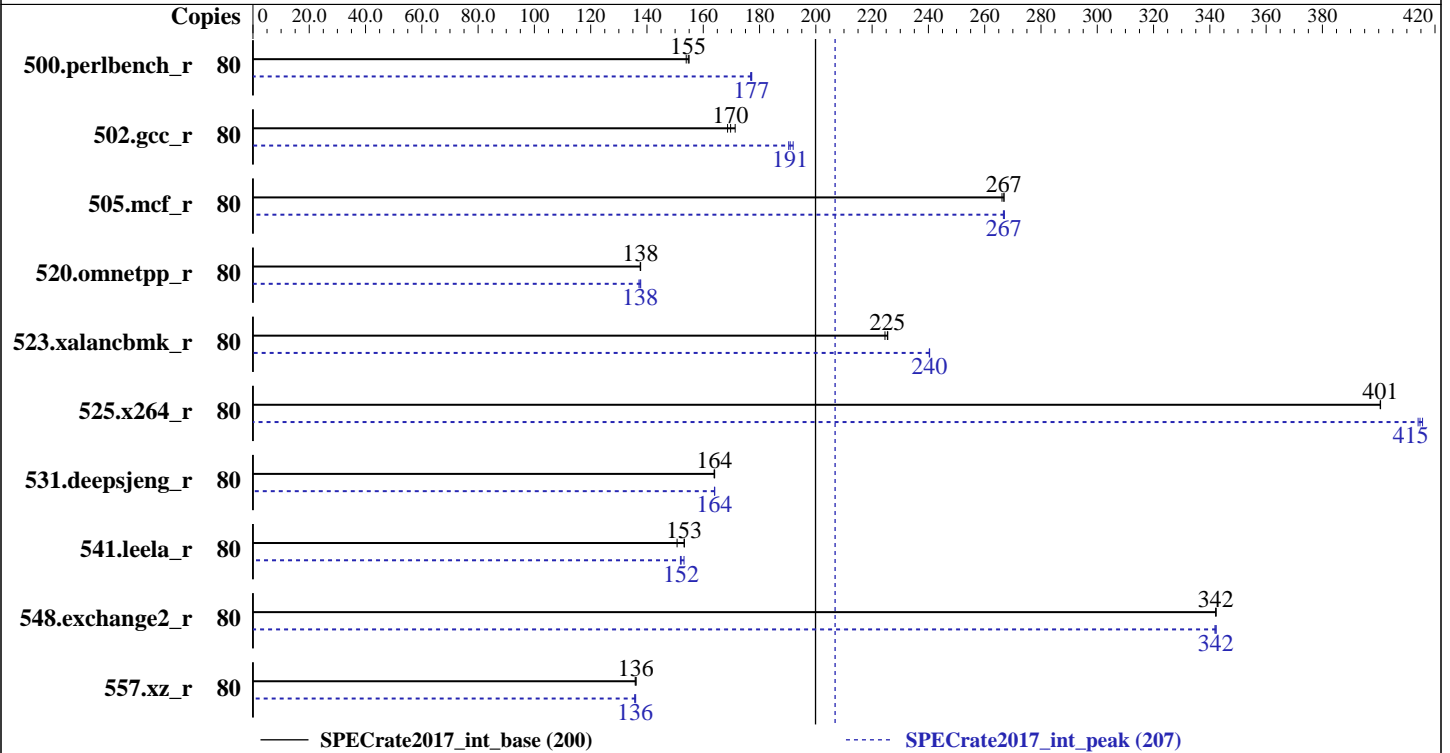 Copies 0 20.0 40.0 60.0 80.0 100 120 140 160 180 200 220 240 260 280 300 320 340 360 380 420
155
500.perlbench_r 80
177
170
502.gcc_r 80
191
267
505.mcf_r 80
267
138
520.omnetpp_r 80
138
225
523.xalancbmk_r 80
240
401
525.x264_r 80
415
164
531.deepsjeng_r 80
164
153
541.leela_r 80
152
342
548.exchange2_r 80
342
136
557.xz_r 80
136
SPECrate2017_int_base (200) SPECrate2017_int_peak (207)